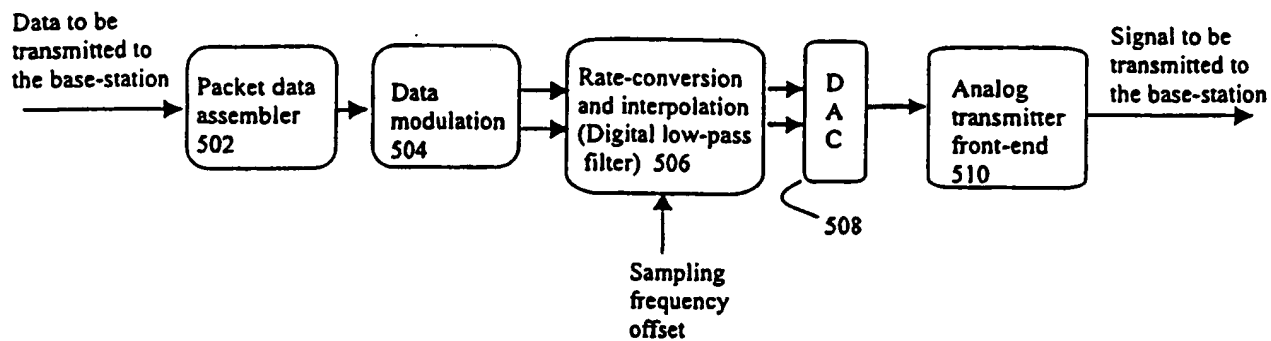 Data to be
transmitted to
the base-station
Packet data
assembler
502
Data
modulation
504
Rate-conversion
and interpolation
(Digital low-pass
filter) 506
D
A
C
508
Analog
transmitter
front-end
510
Signal to be
transmitted to
the base-station
Sampling
frequency
offset